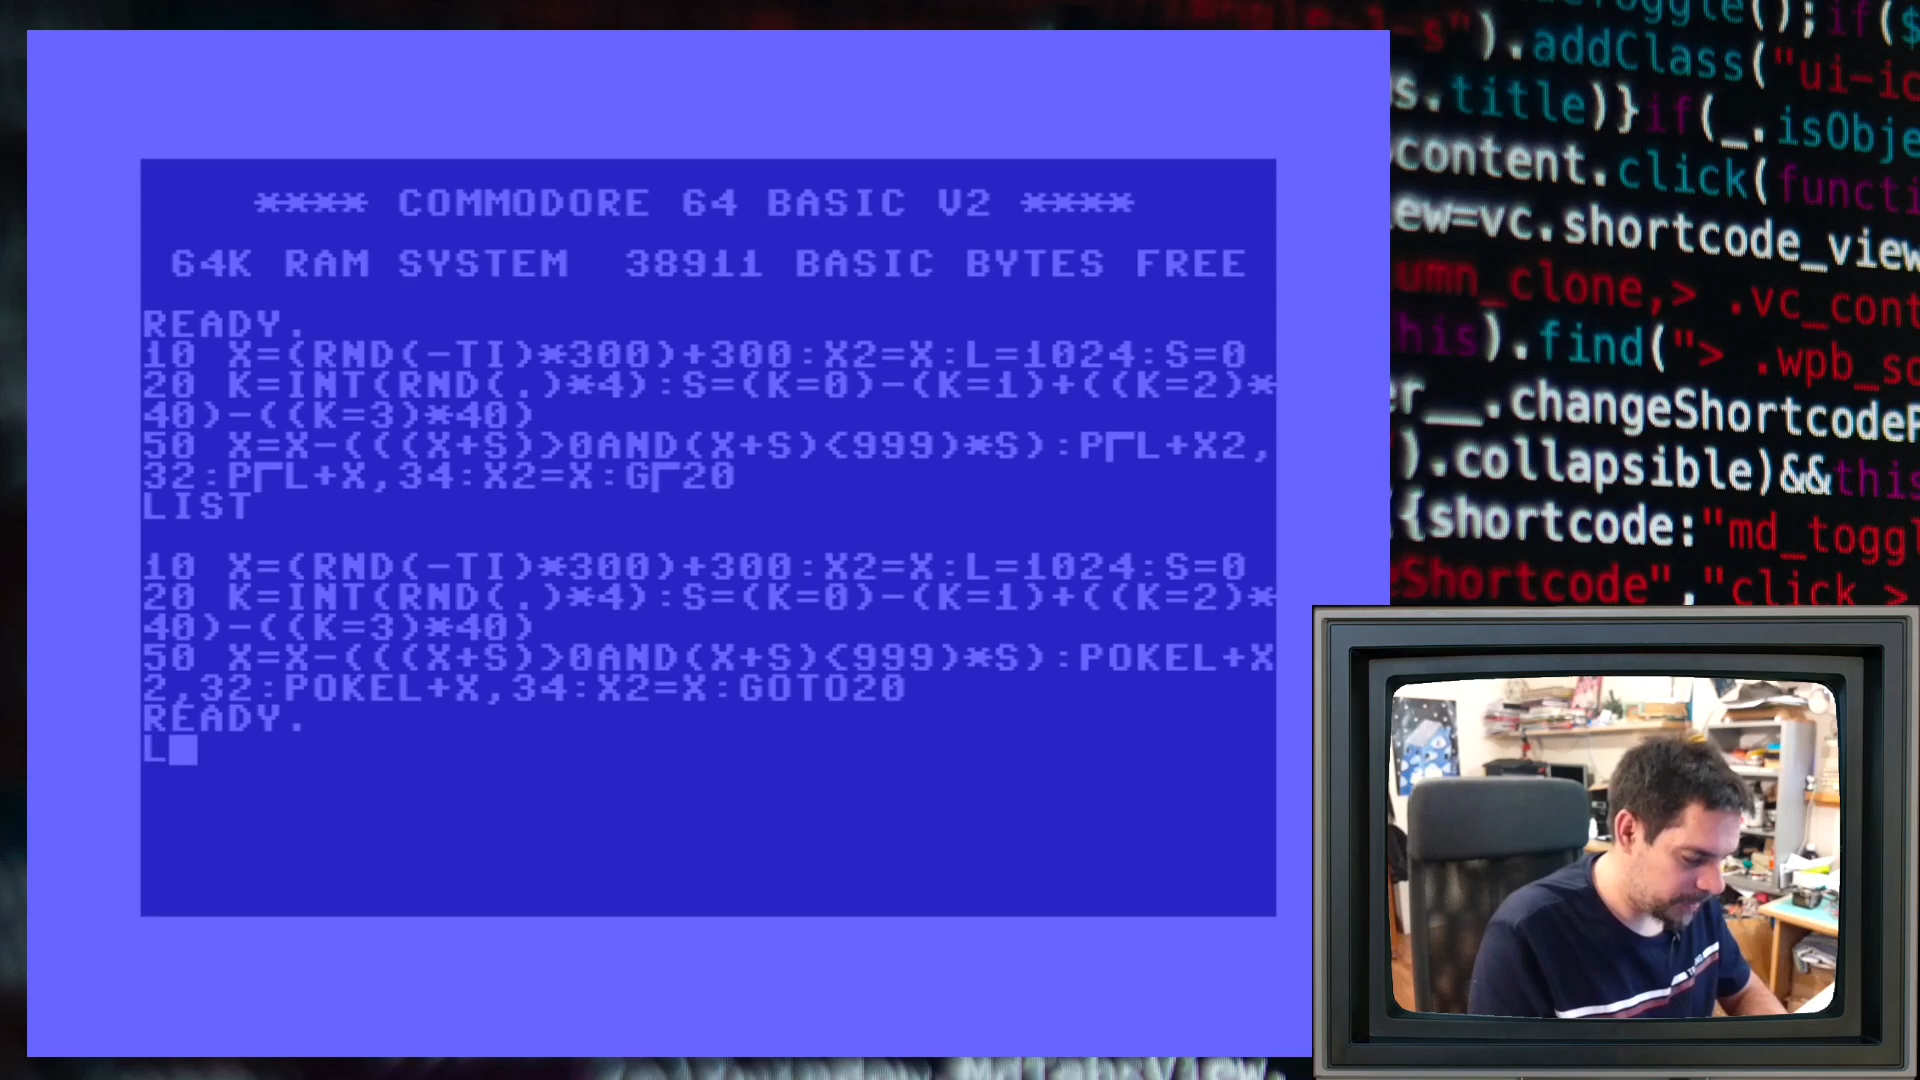 **** COMMODORE 64 BASIC V2 ****
64K RAM SYSTEM  38911 BASIC BYTES FREE
READY.
10 X=(RND(-TI)*300)+300:X2=X:L=1024:S=0
20 K=INT(RND(.)*4):S=(K=0)-(K=1)+((K=2)*
40)-((K=3)*40)
50 X=X-(((X+S)>0AND(X+S)<999)*S):P┌L+X2,
32:P┌L+X,34:X2=X:G┌20
LIST
10 X=(RND(-TI)*300)+300:X2=X:L=1024:S=0
20 K=INT(RND(.)*4):S=(K=0)-(K=1)+((K=2)*
40)-((K=3)*40)
50 X=X-(((X+S)>0AND(X+S)<999)*S):POKEL+X
2,32:POKEL+X,34:X2=X:GOTO20
READY.
L
();if($
-s").addClass("ui-ic
s.title)}if(_.isObje
content.click(functi
ew=vc.shortcode_view
umn_clone,> .vc_cont
his).find("> .wpb_sc
er__.changeShortcodeP
).collapsible)&&this
{shortcode:"md_toggl
eShortcode","click >